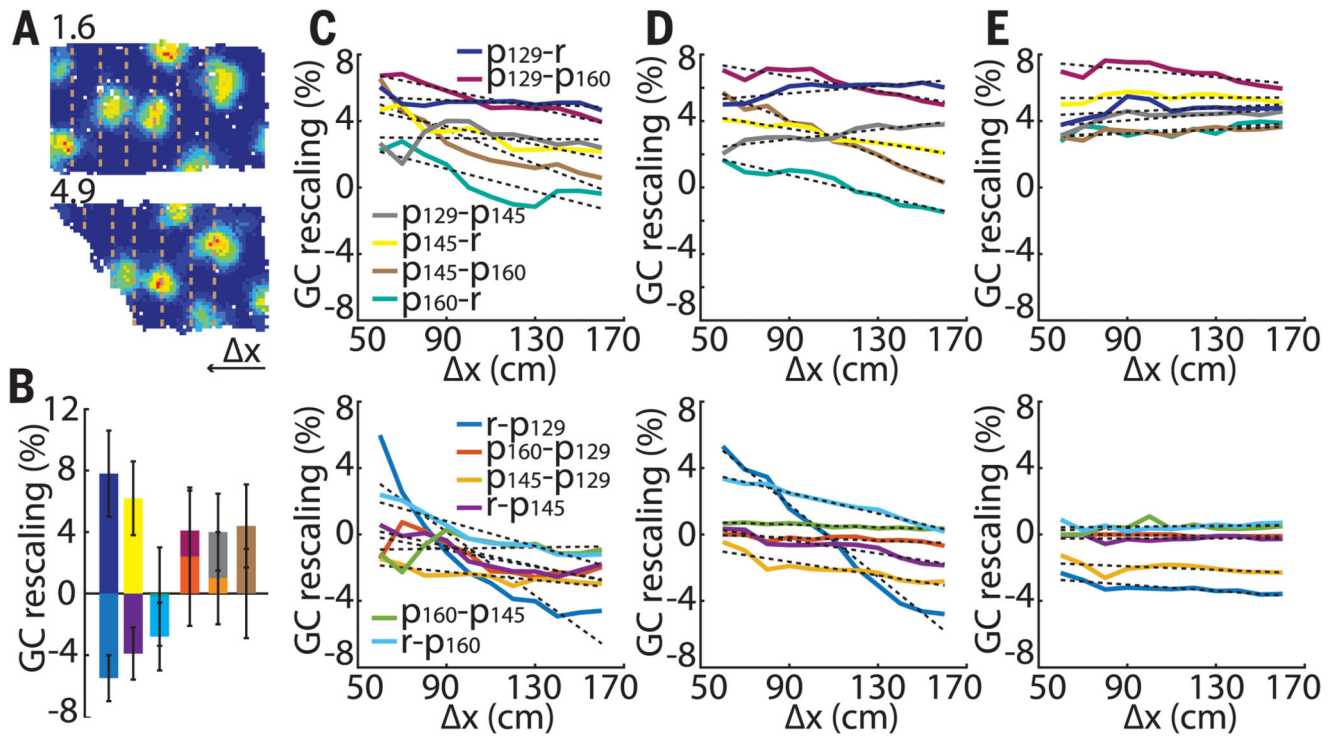 A
1.6
4.9
Δx
B
GC rescaling (%)
12
8
4
0
-4
-8
C
GC rescaling (%)
8
4
0
-4
-8
p129-r
p129-p160
p129-p145
p145-r
p145-p160
p160-r
50 90 130 170
Δx (cm)
GC rescaling (%)
8
4
0
-4
-8
r-p129
p160-p129
p145-p129
r-p145
p160-p145
r-p160
50 90 130 170
Δx (cm)
D
GC rescaling (%)
8
4
0
-4
-8
50 90 130 170
Δx (cm)
GC rescaling (%)
8
4
0
-4
-8
50 90 130 170
Δx (cm)
E
GC rescaling (%)
8
4
0
-4
-8
50 90 130 170
Δx (cm)
GC rescaling (%)
8
4
0
-4
-8
50 90 130 170
Δx (cm)